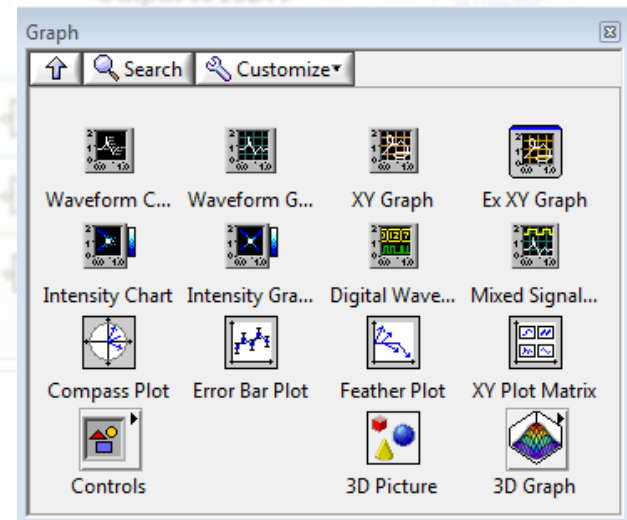 Graph
Search Customize
Waveform C... Waveform G... XY Graph Ex XY Graph
Intensity Chart Intensity Gra... Digital Wave... Mixed Signal...
Compass Plot Error Bar Plot Feather Plot XY Plot Matrix
Controls 3D Picture 3D Graph